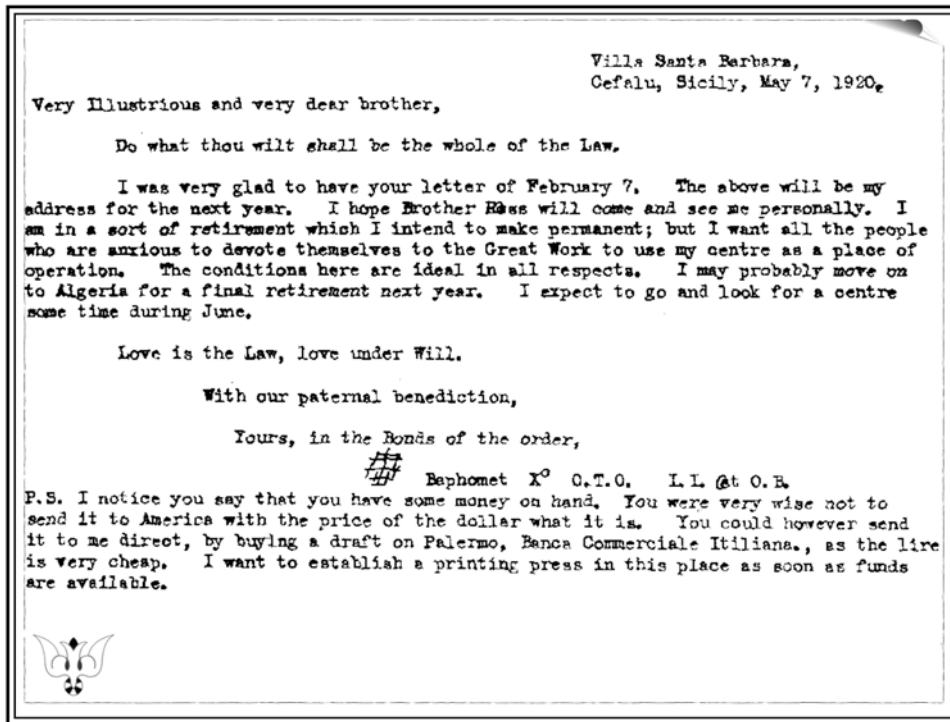 Villa Santa Barbara,
Cefalu, Sicily, May 7, 1920.
Very Illustrious and very dear brother,
Do what thou wilt shall be the whole of the Law.
I was very glad to have your letter of February 7. The above will be my
address for the next year. I hope Brother Rass will come and see me personally. I
am in a sort of retirement which I intend to make permanent; but I want all the people
who are anxious to devote themselves to the Great Work to use my centre as a place of
operation. The conditions here are ideal in all respects. I may probably move on
to Algeria for a final retirement next year. I expect to go and look for a centre
some time during June.
Love is the Law, love under Will.
With our paternal benediction,
Yours, in the Bonds of the order,
Baphomet X° O.T.O. I.I. @t O.B.
P.S. I notice you say that you have some money on hand. You were very wise not to
send it to America with the price of the dollar what it is. You could however send
it to me direct, by buying a draft on Palermo, Banca Commerciale Itiliana., as the lire
is very cheap. I want to establish a printing press in this place as soon as funds
are available.